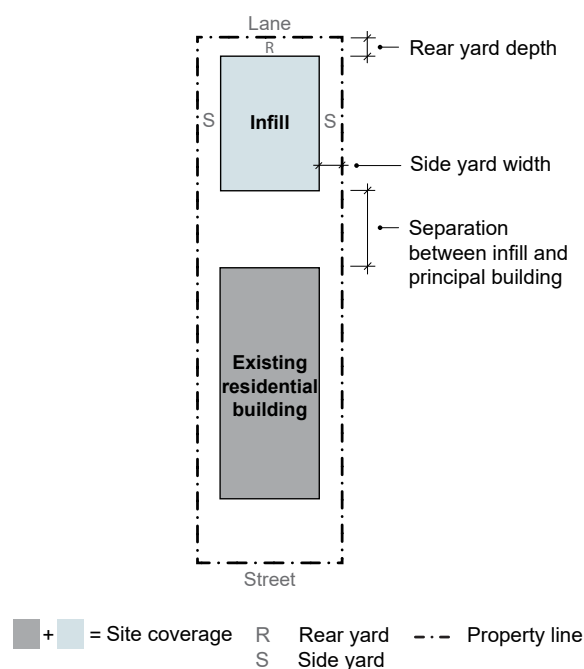 Lane
R
Rear yard depth
S
Infill
S
Side yard width
Separation
between infill and
principal building
Existing
residential
building
Street
+ = Site coverage
R Rear yard
S Side yard
Property line